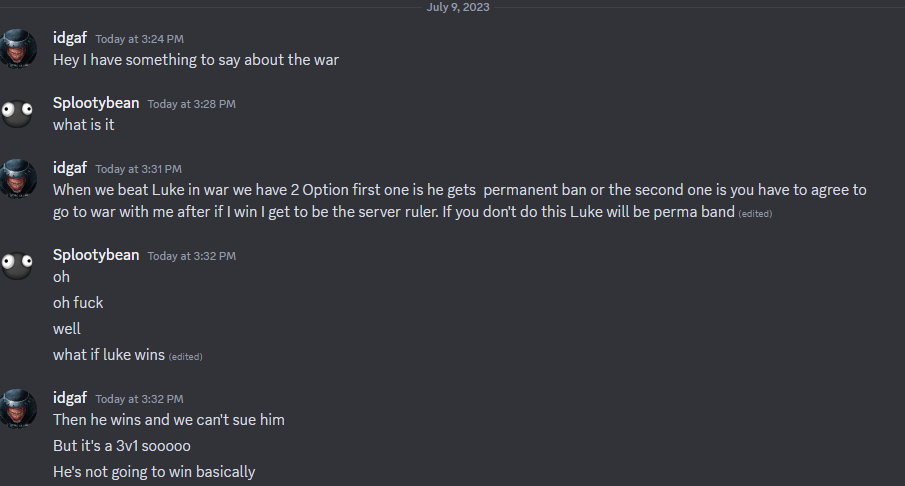 July 9, 2023
idgaf Today at 3:24 PM
Hey I have something to say about the war
Splootybean Today at 3:28 PM
what is it
idgaf Today at 3:31 PM
When we beat Luke in war we have 2 Option first one is he gets permanent ban or the second one is you have to agree to
go to war with me after if I win I get to be the server ruler. If you don't do this Luke will be perma band (edited)
Splootybean Today at 3:32 PM
oh
oh fuck
well
what if luke wins (edited)
idgaf Today at 3:32 PM
Then he wins and we can't sue him
But it's a 3v1 sooooo
He's not going to win basically